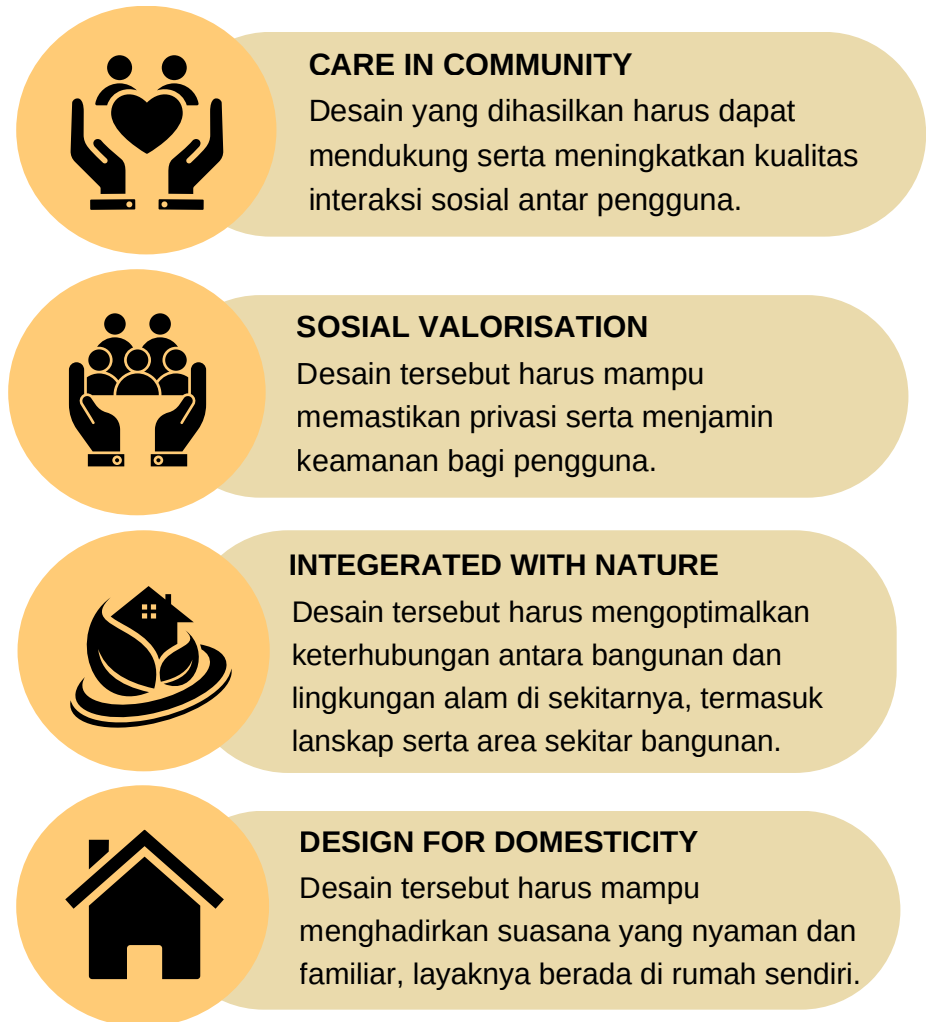 CARE IN COMMUNITY
Desain yang dihasilkan harus dapat
mendukung serta meningkatkan kualitas
interaksi sosial antar pengguna.
SOSIAL VALORISATION
Desain tersebut harus mampu
memastikan privasi serta menjamin
keamanan bagi pengguna.
INTEGERATED WITH NATURE
Desain tersebut harus mengoptimalkan
keterhubungan antara bangunan dan
lingkungan alam di sekitarnya, termasuk
lanskap serta area sekitar bangunan.
DESIGN FOR DOMESTICITY
Desain tersebut harus mampu
menghadirkan suasana yang nyaman dan
familiar, layaknya berada di rumah sendiri.